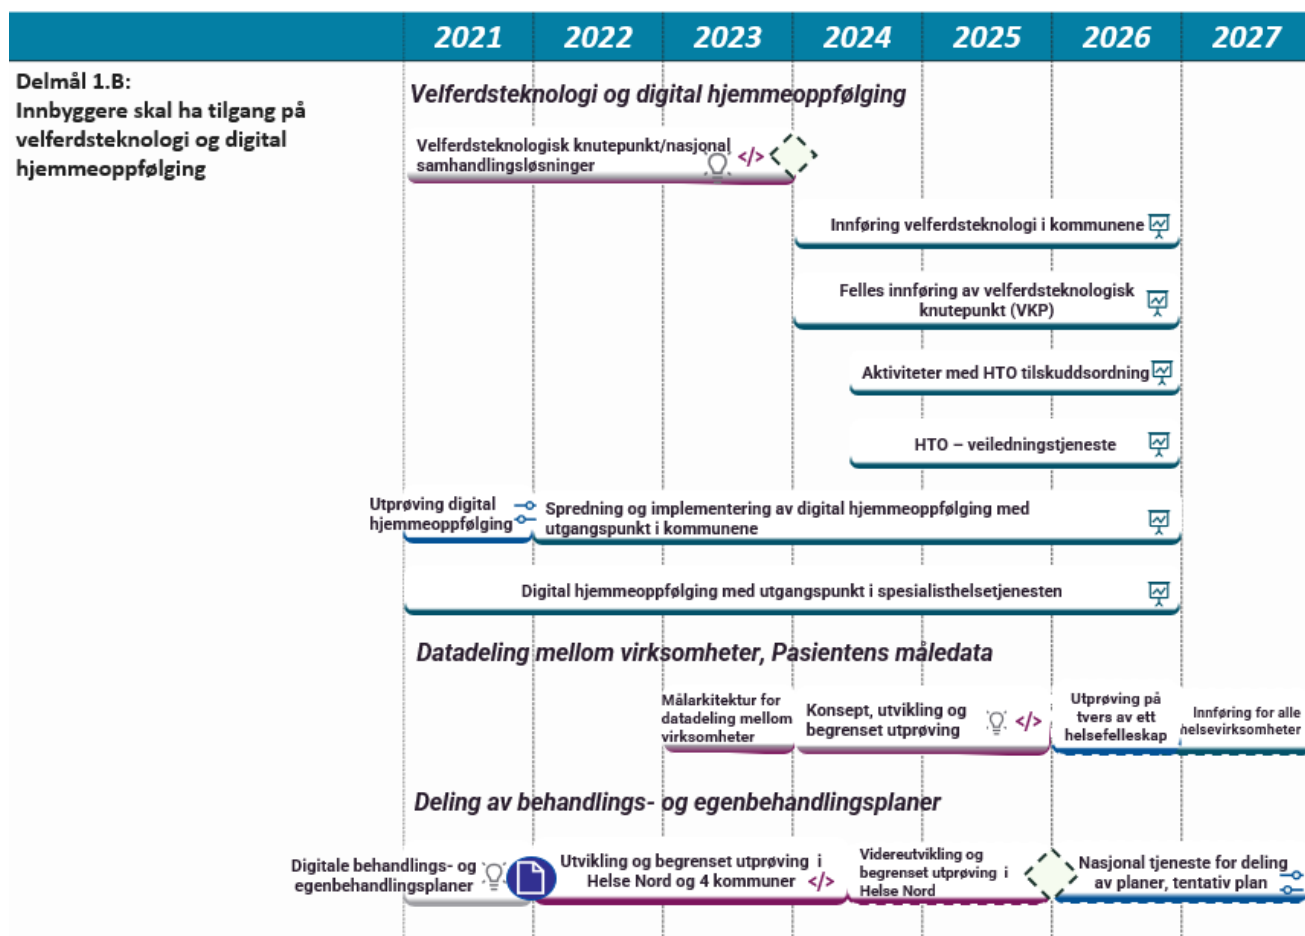 2021 2022 2023 2024 2025 2026 2027
Delmål 1.B:
Innbyggere skal ha tilgang på
velferdsteknologi og digital
hjemmeoppfølging
Velferdsteknologi og digital hjemmeoppfølging
Velferdsteknologisk knutepunkt/nasjonal
samhandlingsløsninger
</>
Innføring velferdsteknologi i kommunene
Felles innføring av velferdsteknologisk
knutepunkt (VKP)
Aktiviteter med HTO tilskuddsordning
HTO – veiledningstjeneste
Utprøving digital
hjemmeoppfølging
Spredning og implementering av digital hjemmeoppfølging med
utgangspunkt i kommunene
Digital hjemmeoppfølging med utgangspunkt i spesialisthelsetjenesten
Datadeling mellom virksomheter, Pasientens måledata
Målarkitektur for
datadeling mellom
virksomheter
Konsept, utvikling og
begrenset utprøving
</>
Utprøving på
tvers av ett
helsefelleskap
Innføring for alle
helsevirksomheter
Deling av behandlings- og egenbehandlingsplaner
Digitale behandlings- og
egenbehandlingsplaner
Utvikling og begrenset utprøving i
Helse Nord og 4 kommuner
</>
Videreutvikling og
begrenset utprøving i
Helse Nord
Nasjonal tjeneste for deling
av planer, tentativ plan